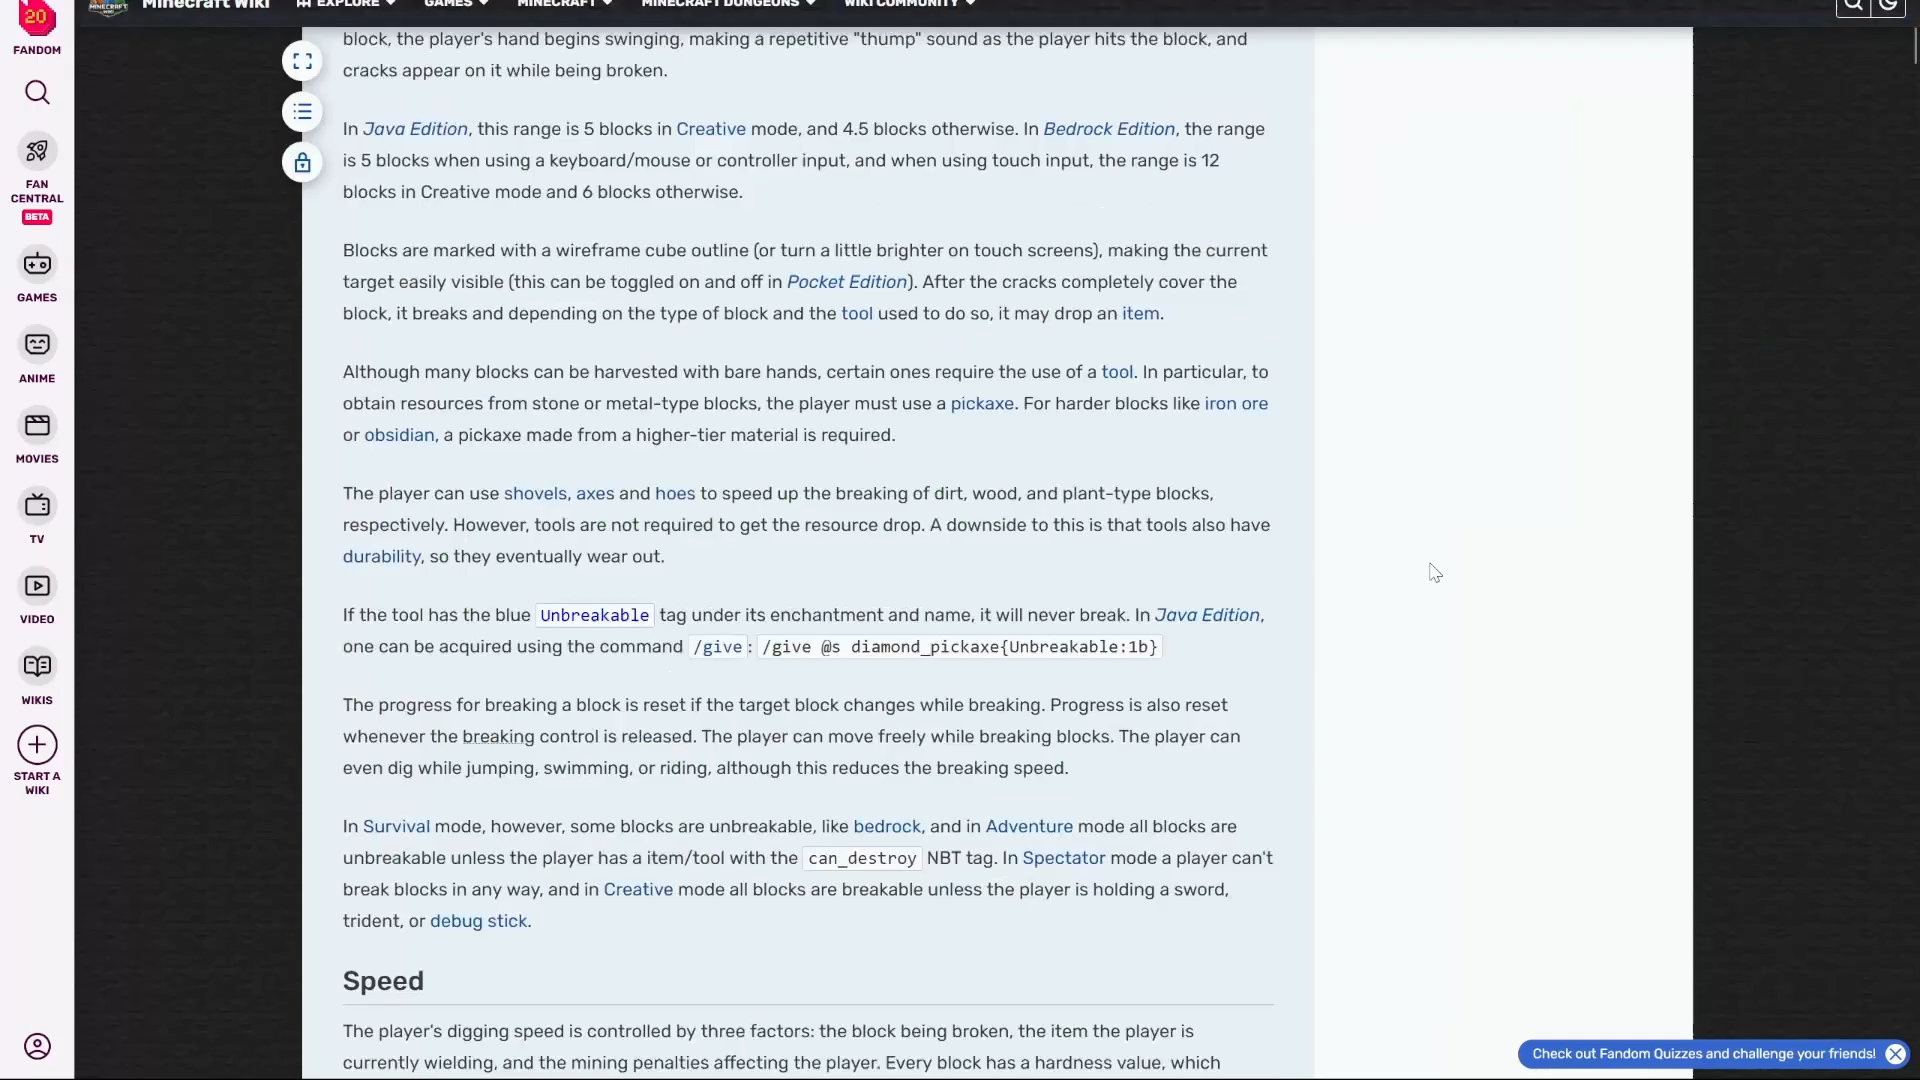 20
FANDOM
FAN
CENTRAL
BETA
GAMES
ANIME
MOVIES
TV
VIDEO
WIKIS
START A
WIKI
Minecraft Wiki EXPLORE GAMES MINECRAFT MINECRAFT DUNGEONS WIKI COMMUNITY
block, the player's hand begins swinging, making a repetitive "thump" sound as the player hits the block, and
cracks appear on it while being broken.
In Java Edition, this range is 5 blocks in Creative mode, and 4.5 blocks otherwise. In Bedrock Edition, the range
is 5 blocks when using a keyboard/mouse or controller input, and when using touch input, the range is 12
blocks in Creative mode and 6 blocks otherwise.
Blocks are marked with a wireframe cube outline (or turn a little brighter on touch screens), making the current
target easily visible (this can be toggled on and off in Pocket Edition). After the cracks completely cover the
block, it breaks and depending on the type of block and the tool used to do so, it may drop an item.
Although many blocks can be harvested with bare hands, certain ones require the use of a tool. In particular, to
obtain resources from stone or metal-type blocks, the player must use a pickaxe. For harder blocks like iron ore
or obsidian, a pickaxe made from a higher-tier material is required.
The player can use shovels, axes and hoes to speed up the breaking of dirt, wood, and plant-type blocks,
respectively. However, tools are not required to get the resource drop. A downside to this is that tools also have
durability, so they eventually wear out.
If the tool has the blue Unbreakable tag under its enchantment and name, it will never break. In Java Edition,
one can be acquired using the command /give: /give @s diamond_pickaxe{Unbreakable:1b}
The progress for breaking a block is reset if the target block changes while breaking. Progress is also reset
whenever the breaking control is released. The player can move freely while breaking blocks. The player can
even dig while jumping, swimming, or riding, although this reduces the breaking speed.
In Survival mode, however, some blocks are unbreakable, like bedrock, and in Adventure mode all blocks are
unbreakable unless the player has a item/tool with the can_destroy NBT tag. In Spectator mode a player can't
break blocks in any way, and in Creative mode all blocks are breakable unless the player is holding a sword,
trident, or debug stick.
Speed
The player's digging speed is controlled by three factors: the block being broken, the item the player is
currently wielding, and the mining penalties affecting the player. Every block has a hardness value, which
Check out Fandom Quizzes and challenge your friends!